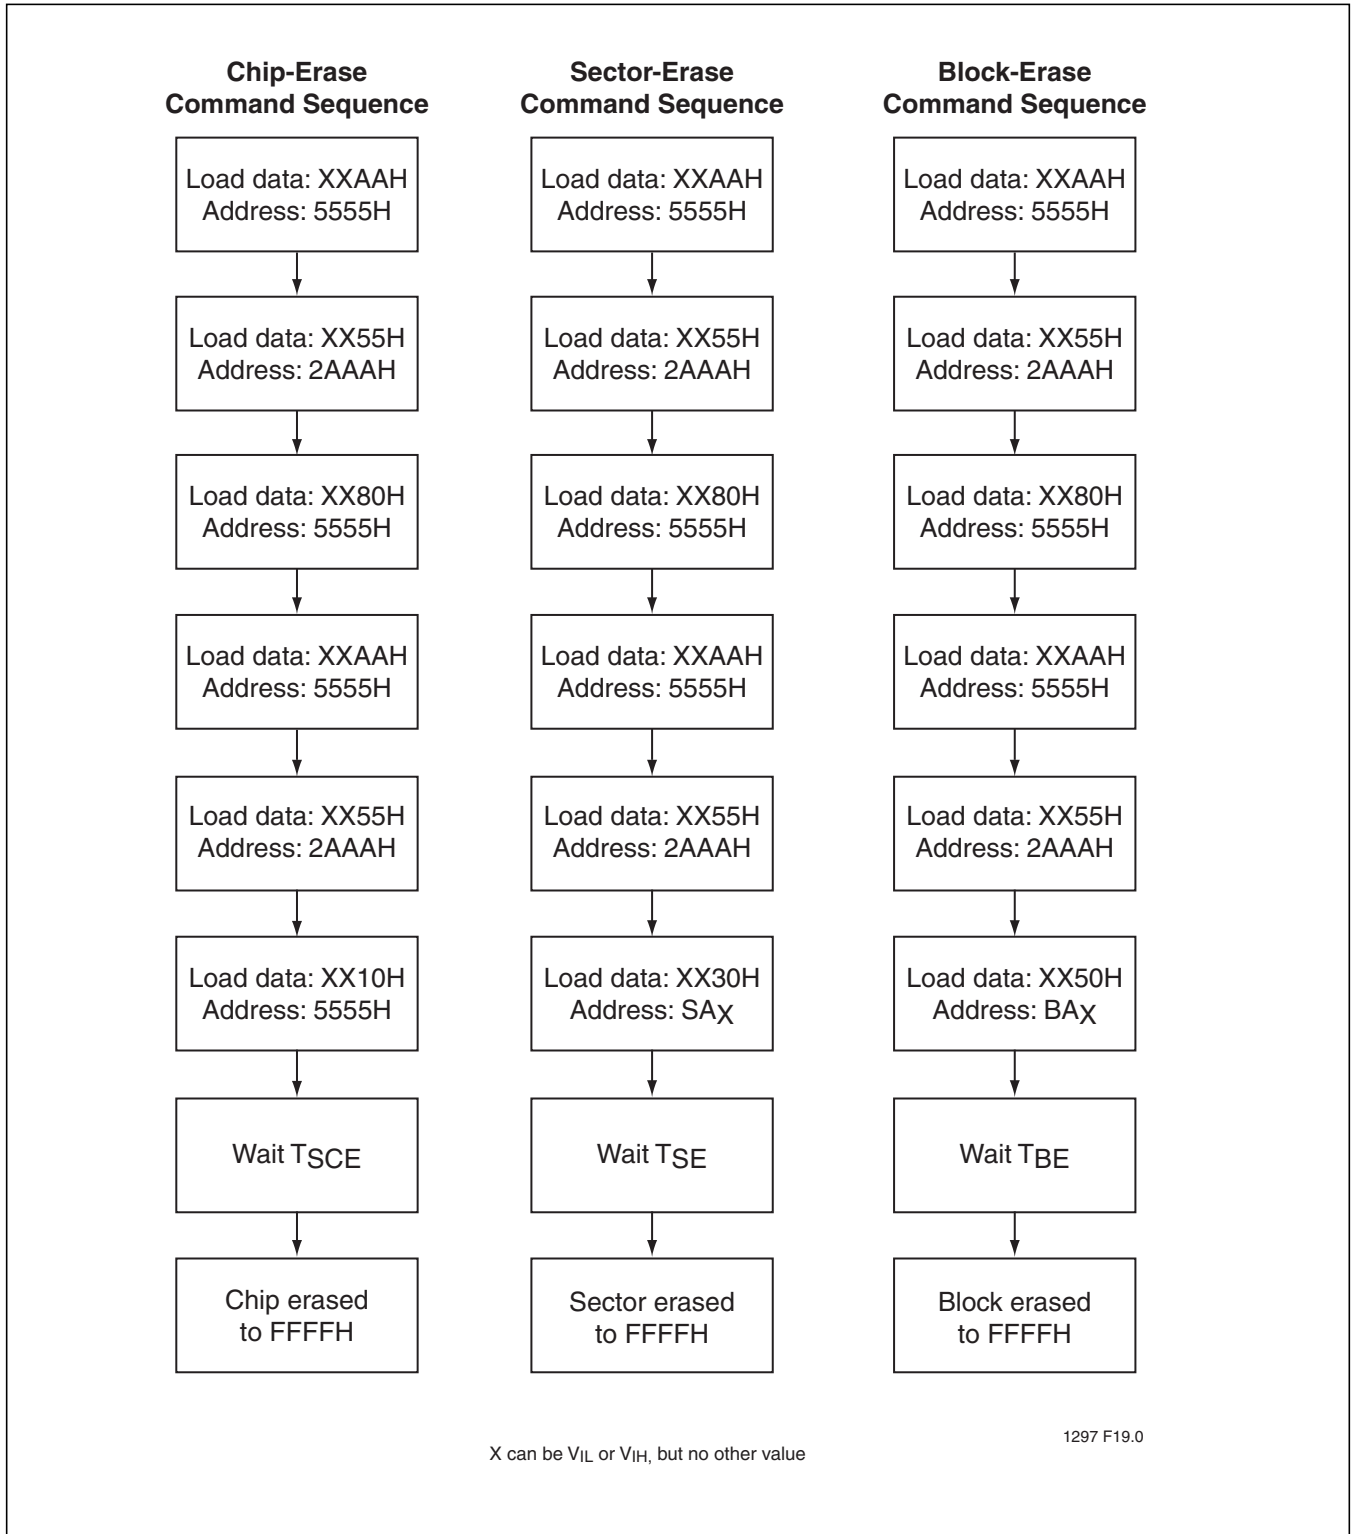 Chip-Erase
Command Sequence
Load data: XXAAH
Address: 5555H
Load data: XX55H
Address: 2AAAH
Load data: XX80H
Address: 5555H
Load data: XXAAH
Address: 5555H
Load data: XX55H
Address: 2AAAH
Load data: XX10H
Address: 5555H
Wait TSCE
Chip erased
to FFFFH
Sector-Erase
Command Sequence
Load data: XXAAH
Address: 5555H
Load data: XX55H
Address: 2AAAH
Load data: XX80H
Address: 5555H
Load data: XXAAH
Address: 5555H
Load data: XX55H
Address: 2AAAH
Load data: XX30H
Address: SAX
Wait TSE
Sector erased
to FFFFH
Block-Erase
Command Sequence
Load data: XXAAH
Address: 5555H
Load data: XX55H
Address: 2AAAH
Load data: XX80H
Address: 5555H
Load data: XXAAH
Address: 5555H
Load data: XX55H
Address: 2AAAH
Load data: XX50H
Address: BAX
Wait TBE
Block erased
to FFFFH
1297 F19.0
X can be VIL or VIH, but no other value